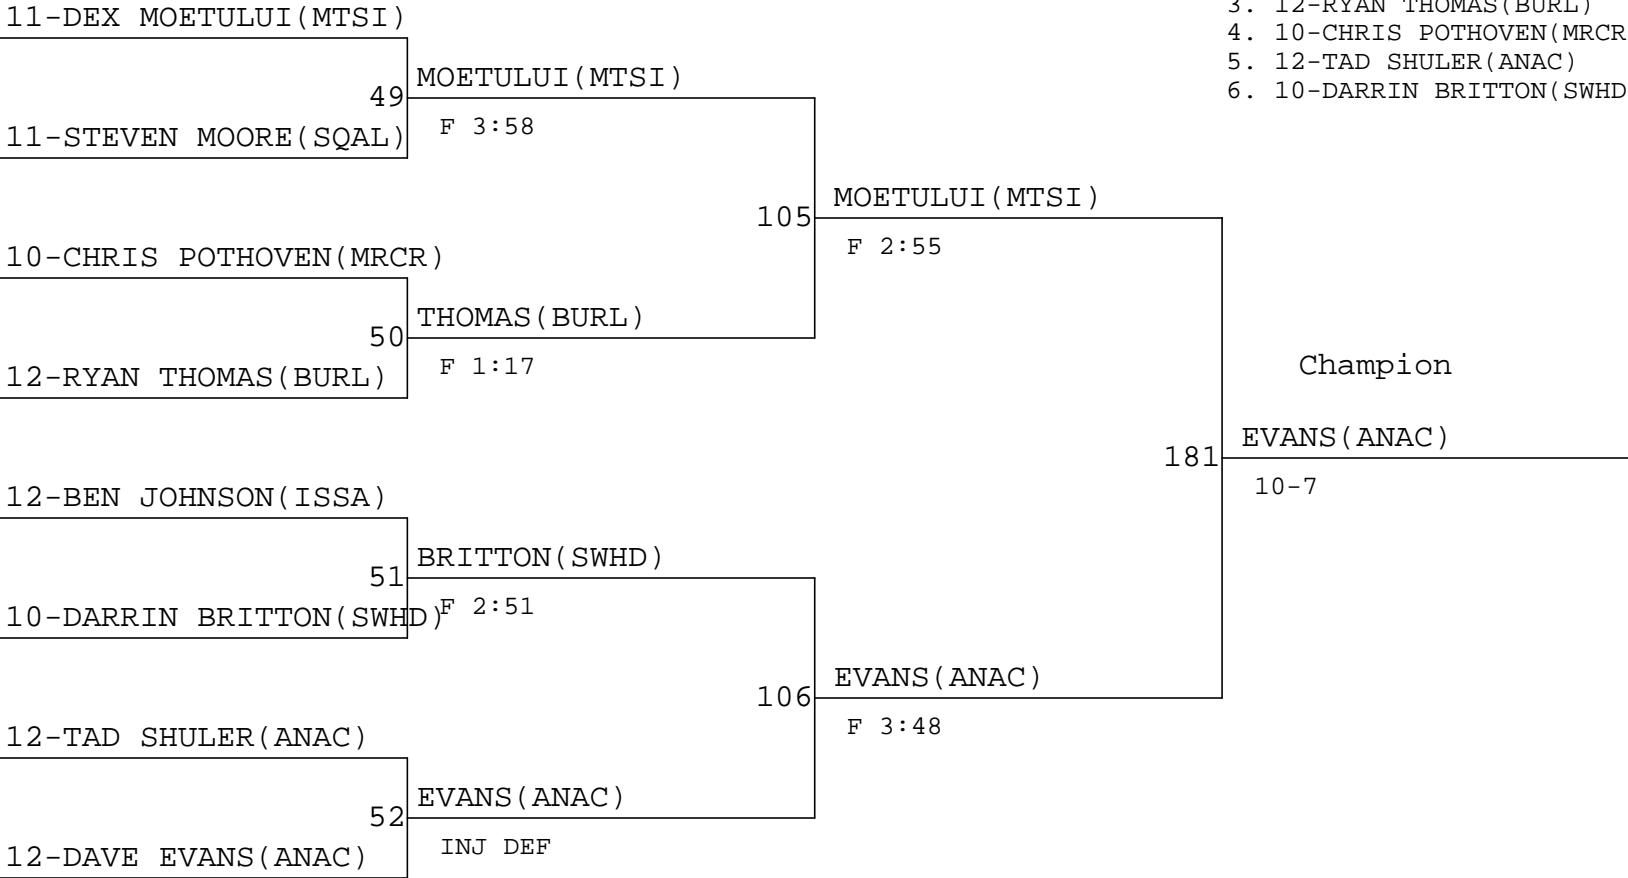 11-DEX MOETULUI(MTSI)
3. 12-RYAN THOMAS(BURL)
4. 10-CHRIS POTHOVEN(MRCR
5. 12-TAD SHULER(ANAC)
6. 10-DARRIN BRITTON(SWHD
MOETULUI(MTSI)
49
F 3:58
11-STEVEN MOORE(SQAL)
MOETULUI(MTSI)
105
F 2:55
10-CHRIS POTHOVEN(MRCR)
THOMAS(BURL)
50
F 1:17
12-RYAN THOMAS(BURL)
Champion
EVANS(ANAC)
181
10-7
12-BEN JOHNSON(ISSA)
BRITTON(SWHD)
51
F 2:51
10-DARRIN BRITTON(SWHD)
EVANS(ANAC)
106
F 3:48
12-TAD SHULER(ANAC)
EVANS(ANAC)
52
INJ DEF
12-DAVE EVANS(ANAC)